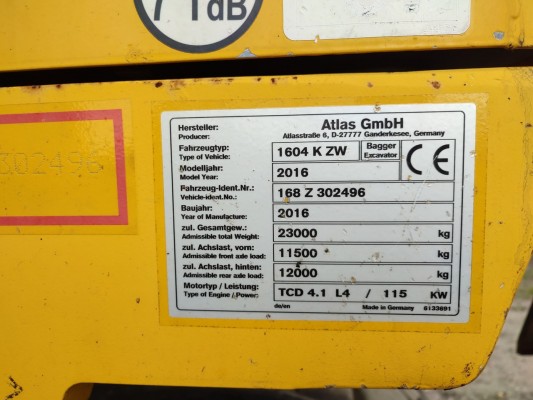 71dB
302496
Hersteller: Atlas GmbH
Producer: Atlasstraße 6, D-27777 Ganderkesee, Germany
Fahrzeugtyp: 1604 K ZW Bagger
Type of Vehicle: Excavator CE
Modelljahr: 2016
Model Year:
Fahrzeug-Ident.Nr.: 168 Z 302496
Vehicle-ident.No.:
Baujahr: 2016
Year of Manufacture:
zul. Gesamtgew.: 23000 kg
Admissible total Weight:
zul. Achslast, vorn: 11500 kg
Admissible front axle load:
zul. Achslast, hinten: 12000 kg
Admissible rear axle load:
Motortyp / Leistung: TCD 4.1 L4 / 115 KW
Type of Engine / Power:
de/en Made in Germany 6133691